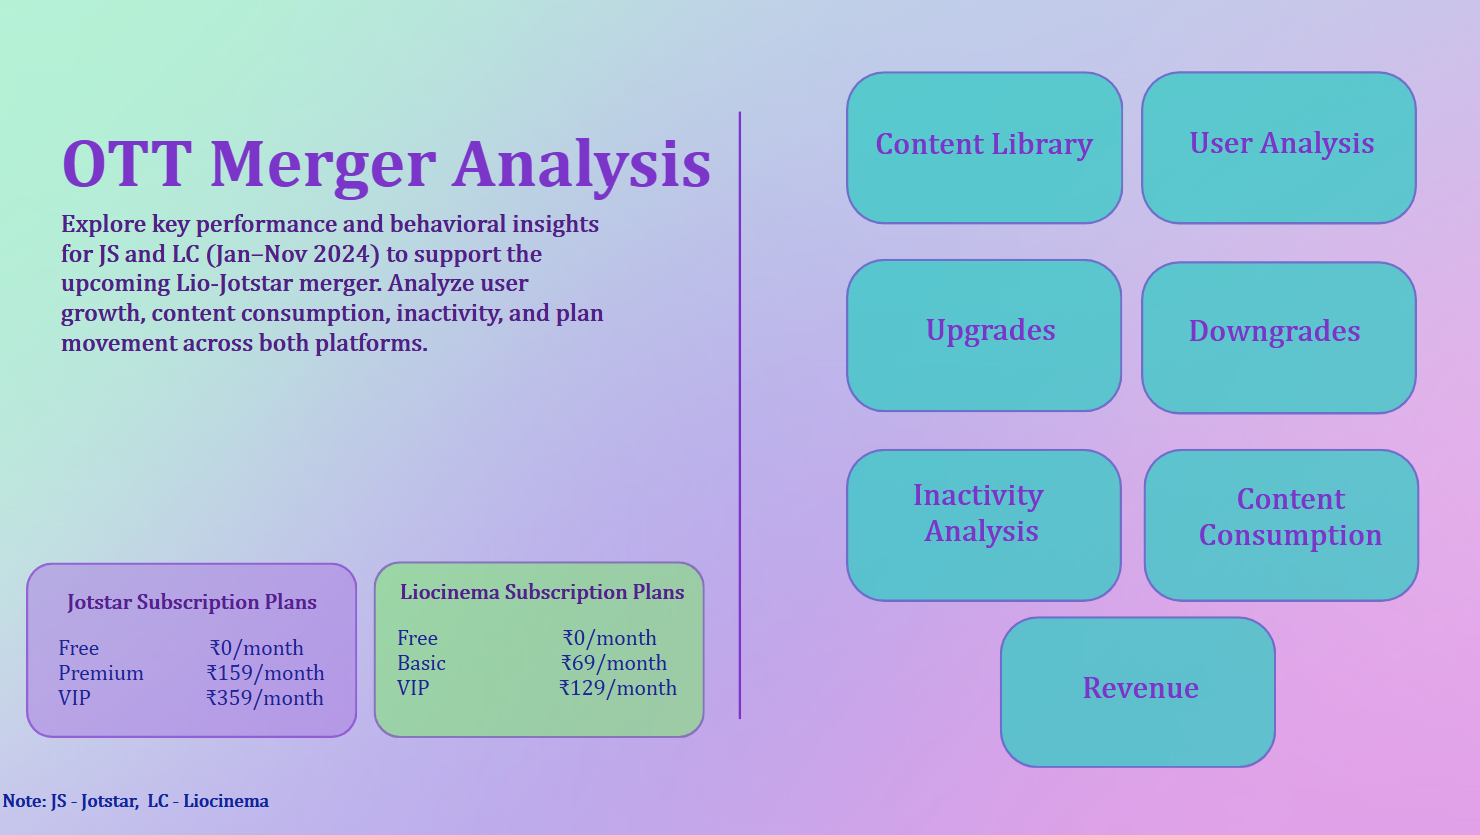 OTT Merger Analysis
Explore key performance and behavioral insights
for JS and LC (Jan–Nov 2024) to support the
upcoming Lio-Jotstar merger. Analyze user
growth, content consumption, inactivity, and plan
movement across both platforms.
Jotstar Subscription Plans
Free ₹0/month
Premium ₹159/month
VIP ₹359/month
Liocinema Subscription Plans
Free ₹0/month
Basic ₹69/month
VIP ₹129/month
Note: JS - Jotstar, LC - Liocinema
Content Library
User Analysis
Upgrades
Downgrades
Inactivity
Analysis
Content
Consumption
Revenue